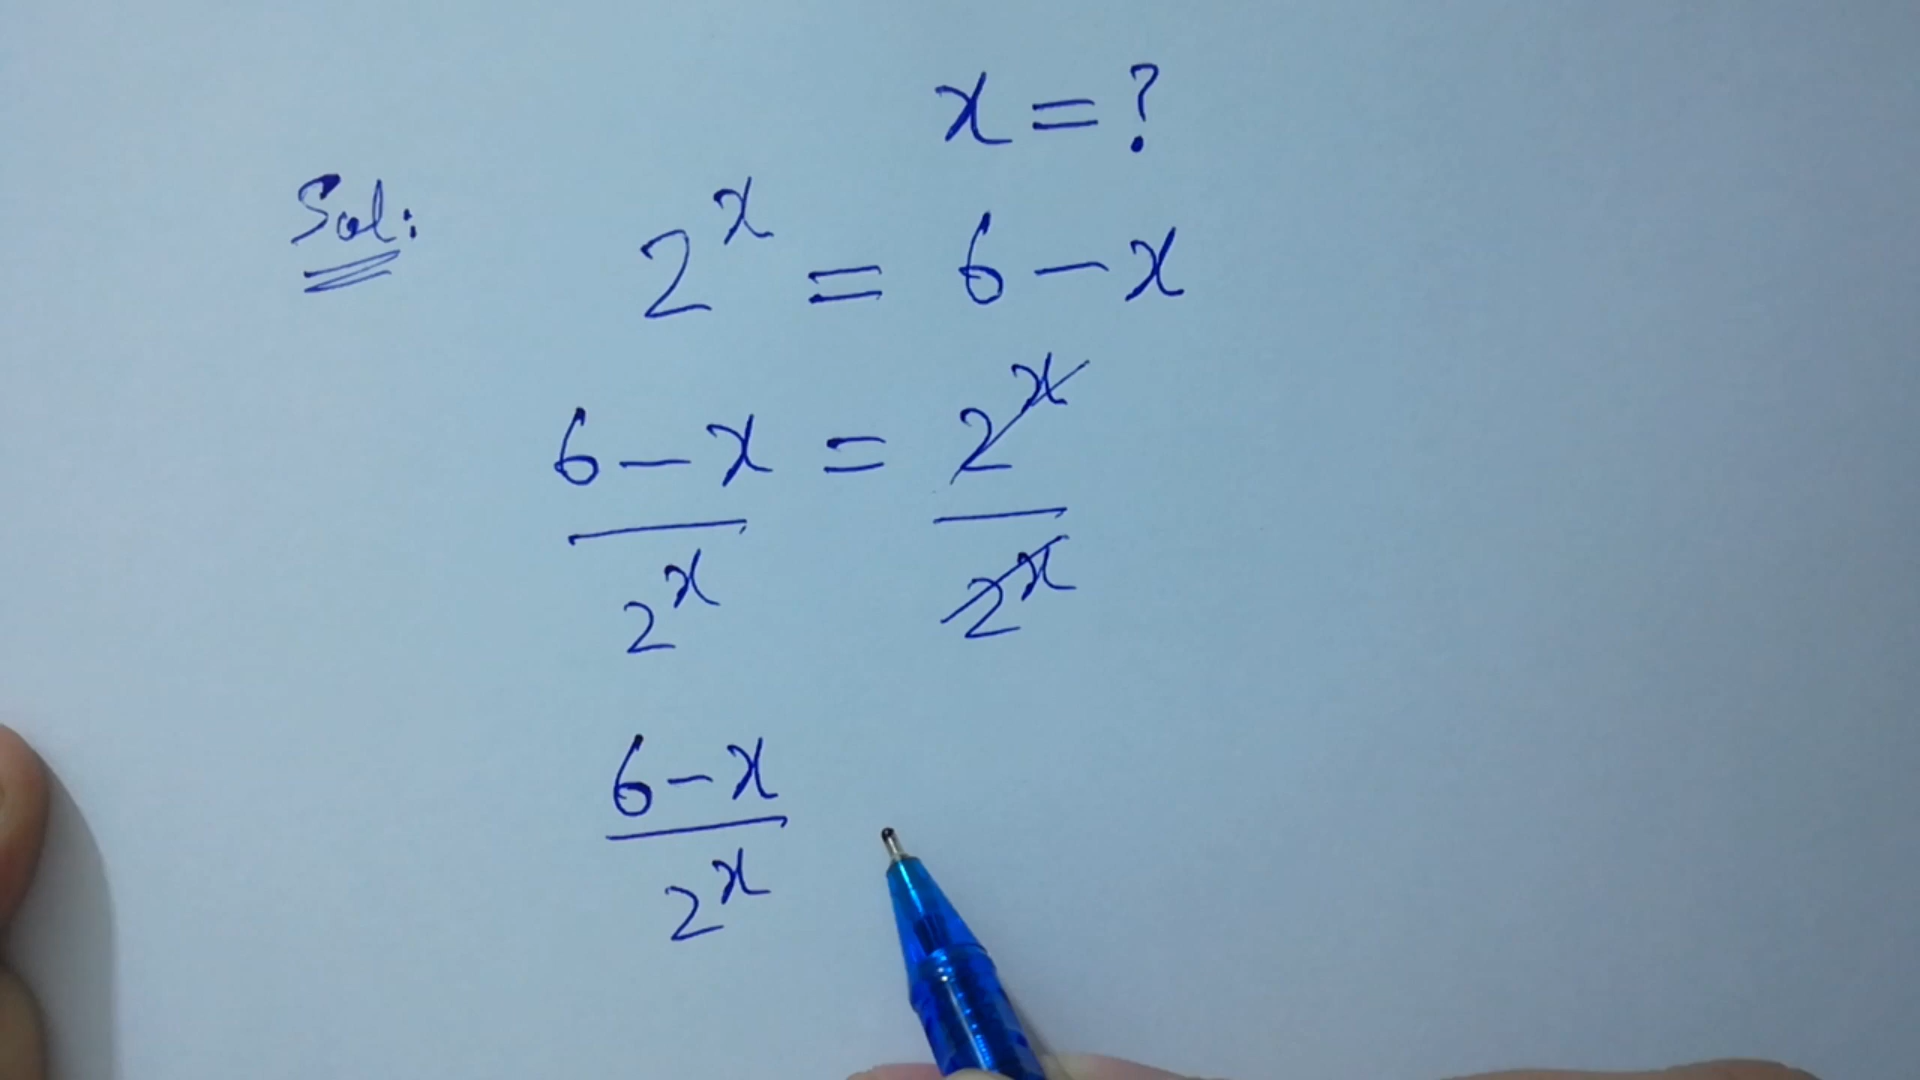 x = ?
Sol:
2^x = 6 - x
(6 - x)/2^x = 2^x/2^x
(6 - x)/2^x